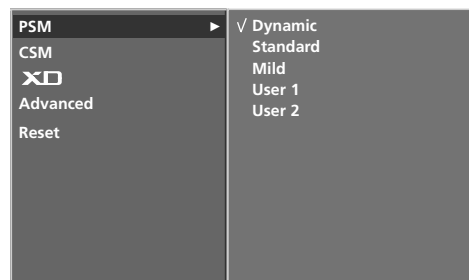 PSM ►
CSM
XD
Advanced
Reset
√ Dynamic
Standard
Mild
User 1
User 2